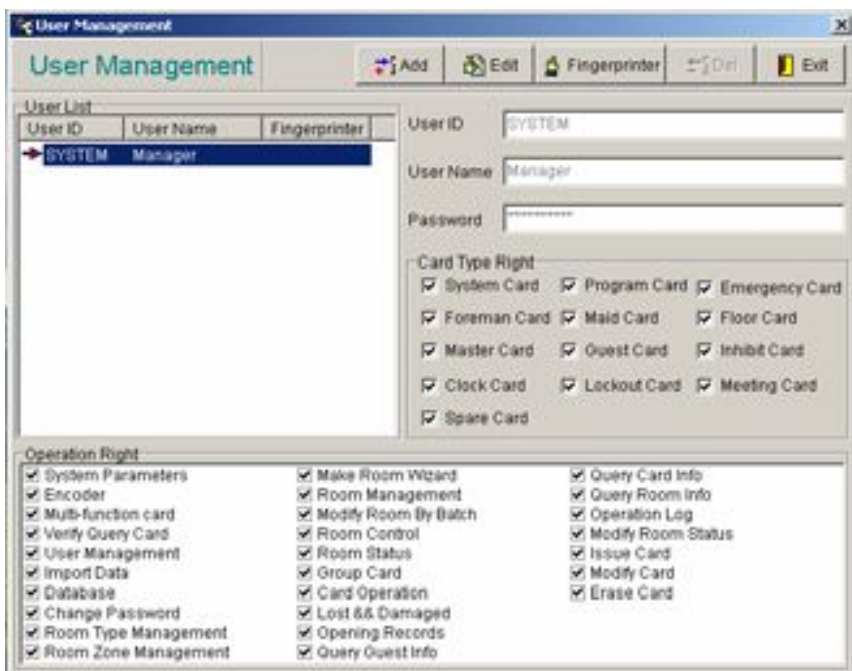 User Management
User Management Add Edit Fingerprinter Del Exit
User List
User ID User Name Fingerprinter
SYSTEM Manager
User ID SYSTEM
User Name Manager
Password ***********
Card Type Right
System Card Program Card Emergency Card
Foreman Card Maid Card Floor Card
Master Card Guest Card Inhibit Card
Clock Card Lockout Card Meeting Card
Spare Card
Operation Right
System Parameters Make Room Wizard Query Card Info
Encoder Room Management Query Room Info
Multi-function card Modify Room By Batch Operation Log
Verify Query Card Room Control Modify Room Status
User Management Room Status Issue Card
Import Data Group Card Modify Card
Database Card Operation Erase Card
Change Password Lost && Damaged
Room Type Management Opening Records
Room Zone Management Query Guest Info